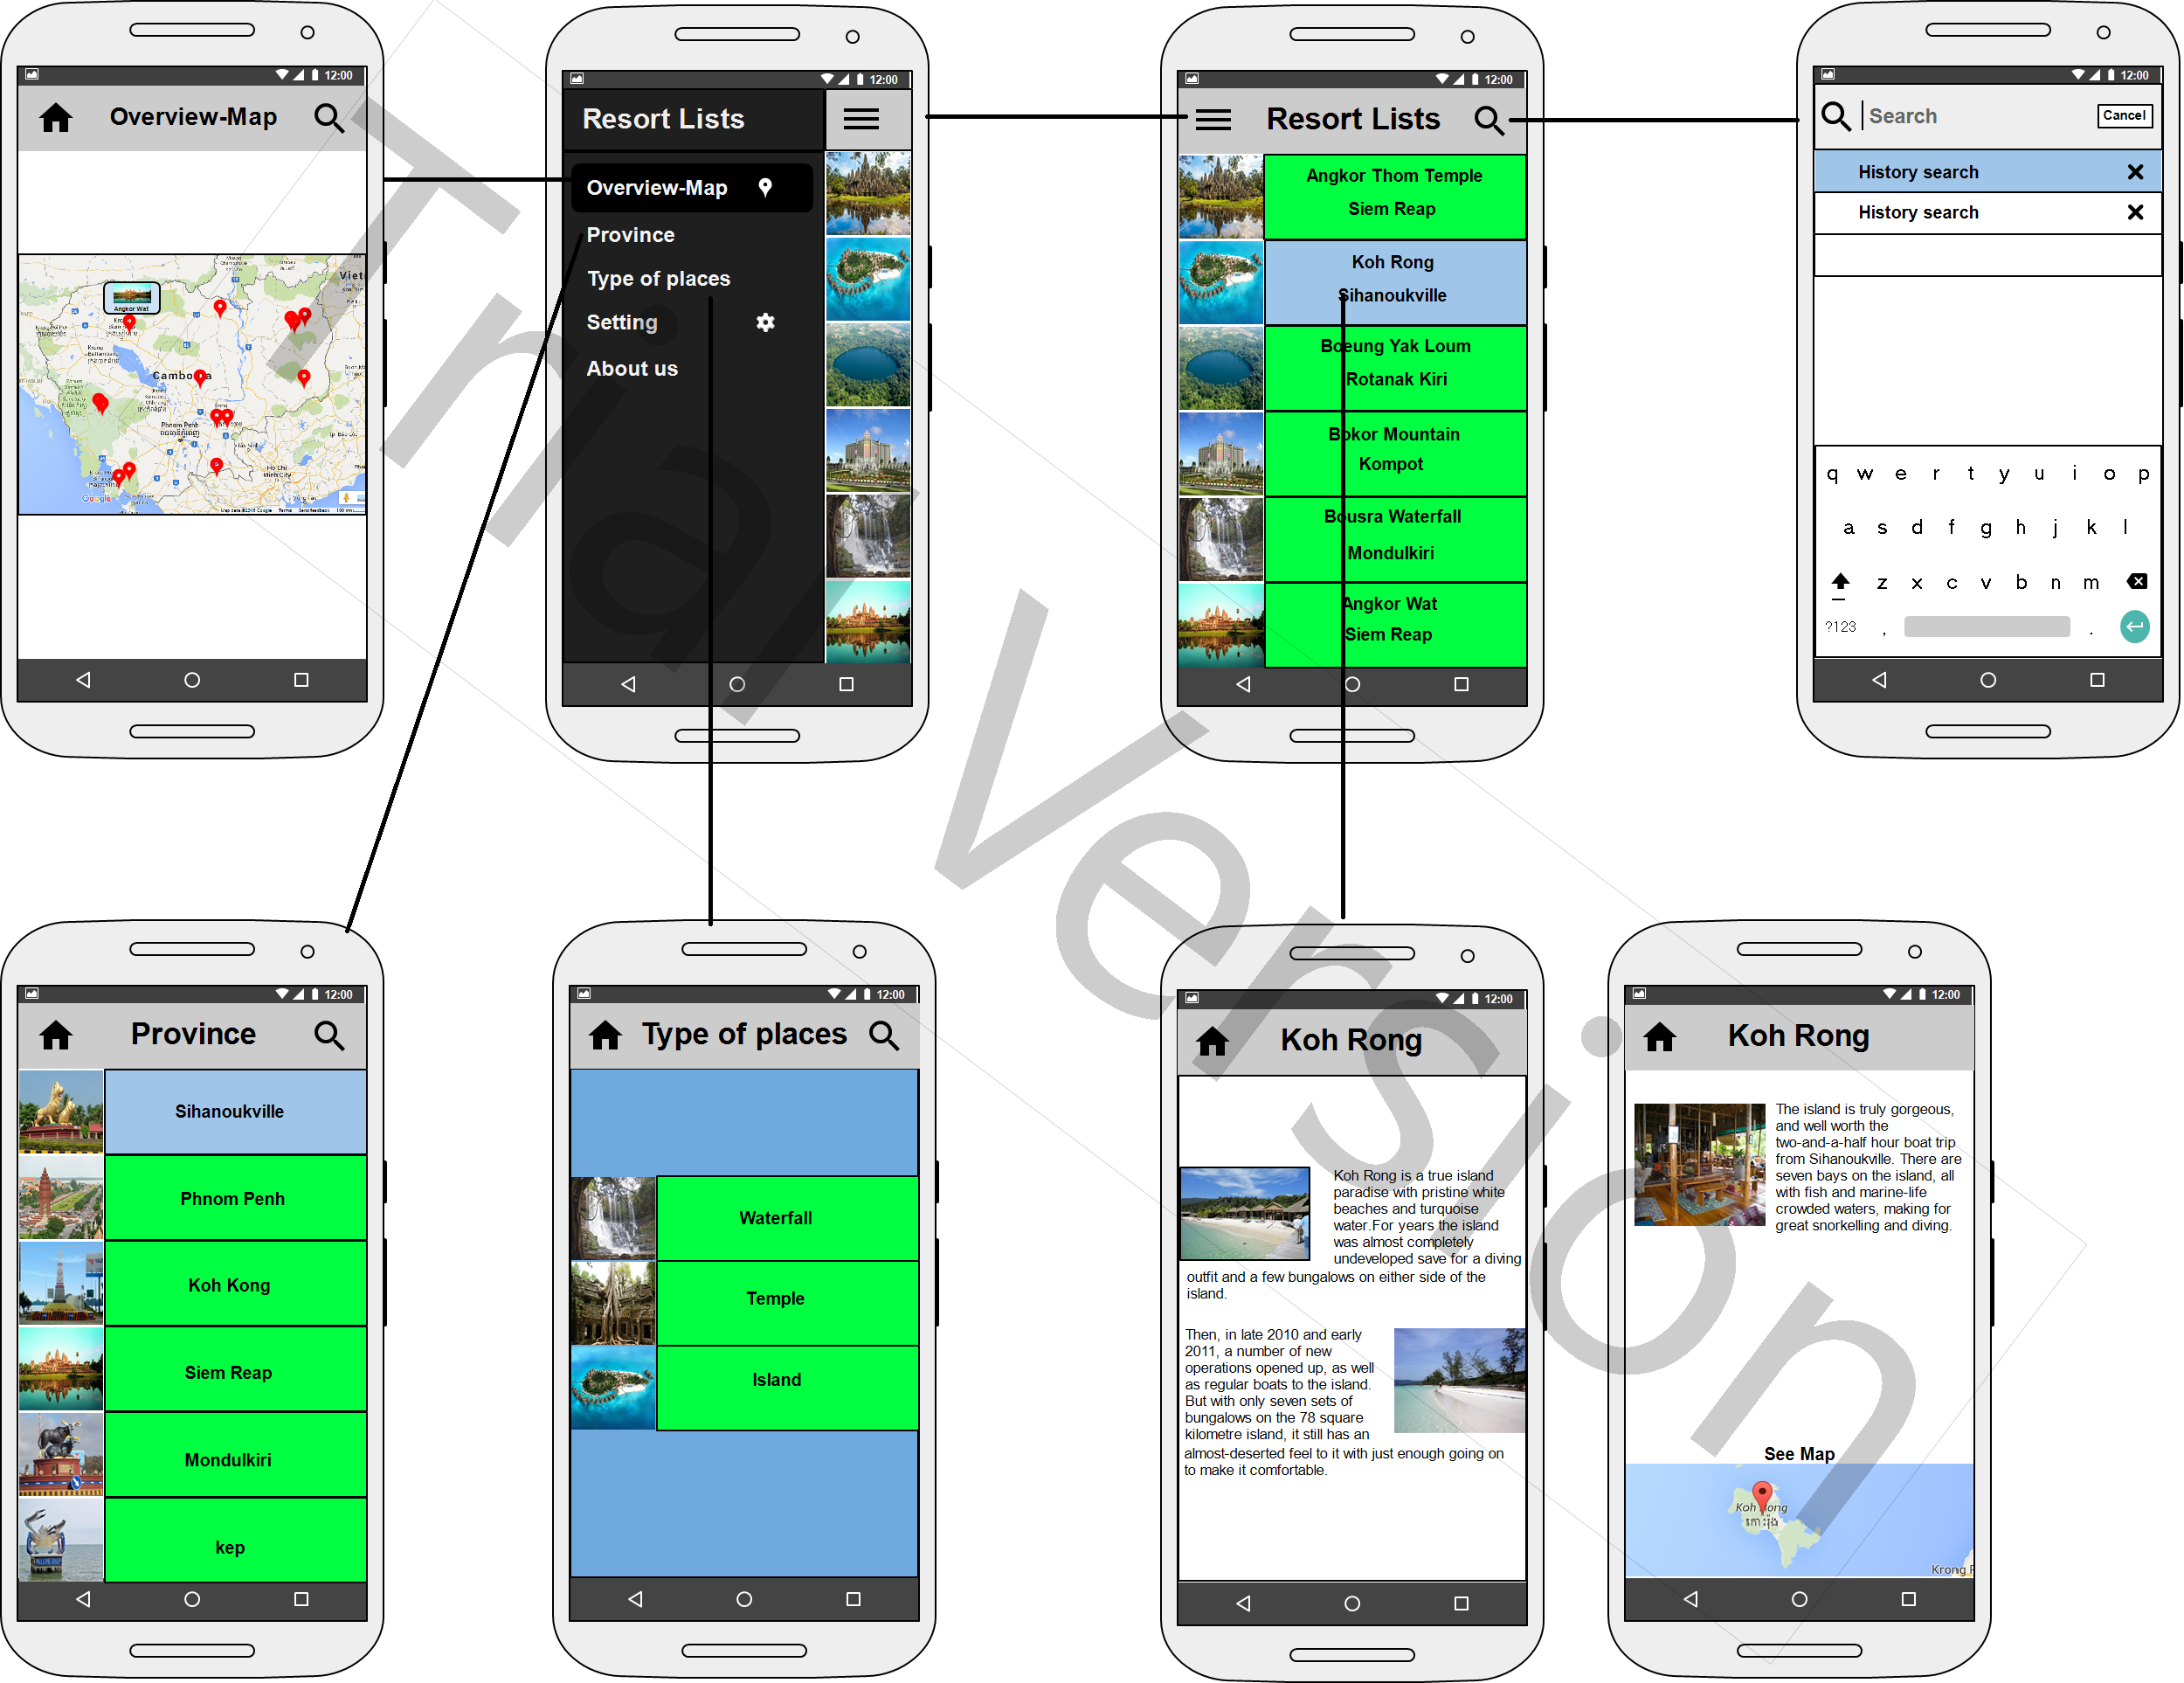 12:00
Overview-Map
Angkor Wat
Cambodia
Phnom Penh
Ho Chi
Minh City
Google
Map data ©2015 Google Terms Send feedback
12:00
Resort Lists
Overview-Map
Province
Type of places
Setting
About us
12:00
Resort Lists
Angkor Thom Temple
Siem Reap
Koh Rong
Sihanoukville
Boeung Yak Loum
Rotanak Kiri
Bokor Mountain
Kompot
Bousra Waterfall
Mondulkiri
Angkor Wat
Siem Reap
12:00
Search
Cancel
History search
History search
q w e r t y u i o p
a s d f g h j k l
z x c v b n m
?123 , .
12:00
Province
Sihanoukville
Phnom Penh
Koh Kong
Siem Reap
Mondulkiri
kep
12:00
Type of places
Waterfall
Temple
Island
12:00
Koh Rong
Koh Rong is a true island
paradise with pristine white
beaches and turquoise
water.For years the island
was almost completely
undeveloped save for a diving
outfit and a few bungalows on either side of the
island.
Then, in late 2010 and early
2011, a number of new
operations opened up, as well
as regular boats to the island.
But with only seven sets of
bungalows on the 78 square
kilometre island, it still has an
almost-deserted feel to it with just enough going on
to make it comfortable.
12:00
Koh Rong
The island is truly gorgeous,
and well worth the
two-and-a-half hour boat trip
from Sihanoukville. There are
seven bays on the island, all
with fish and marine-life
crowded waters, making for
great snorkelling and diving.
See Map
Koh Rong
កោះរ៉ុង
Krong
Trial Version